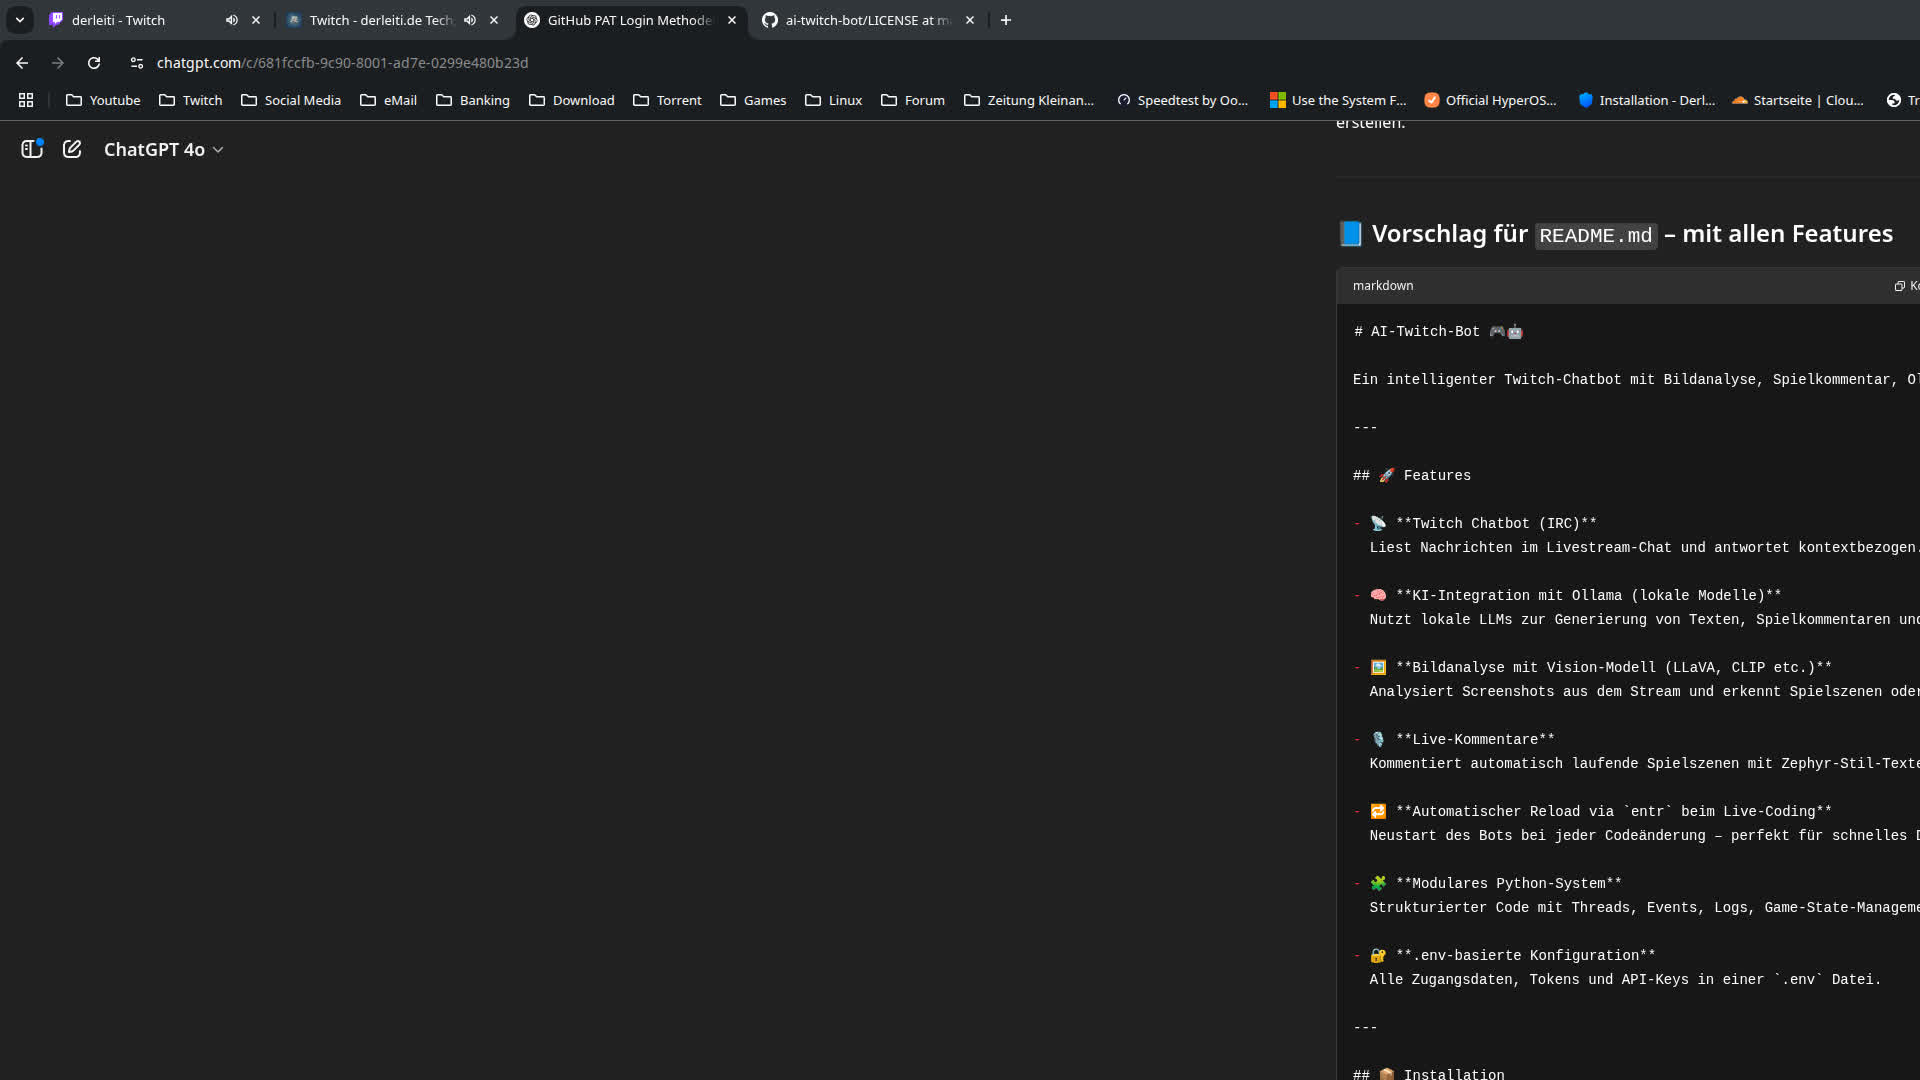 derleiti - Twitch
Twitch - derleiti.de Tech
GitHub PAT Login Methode
ai-twitch-bot/LICENSE at m
chatgpt.com/c/681fccfb-9c90-8001-ad7e-0299e480b23d
Youtube
Twitch
Social Media
eMail
Banking
Download
Torrent
Games
Linux
Forum
Zeitung Kleinan...
Speedtest by Oo...
Use the System F...
Official HyperOS...
Installation - Derl...
Startseite | Clou...
Tr
erstellen.
ChatGPT 4o
📘 Vorschlag für README.md – mit allen Features
markdown
Ko
# AI-Twitch-Bot 🎮🤖
Ein intelligenter Twitch-Chatbot mit Bildanalyse, Spielkommentar, Ol
---
## 🚀 Features
- 📡 **Twitch Chatbot (IRC)**
Liest Nachrichten im Livestream-Chat und antwortet kontextbezogen.
- 🧠 **KI-Integration mit Ollama (lokale Modelle)**
Nutzt lokale LLMs zur Generierung von Texten, Spielkommentaren und
- 🖼️ **Bildanalyse mit Vision-Modell (LLaVA, CLIP etc.)**
Analysiert Screenshots aus dem Stream und erkennt Spielszenen oder
- 🎙️ **Live-Kommentare**
Kommentiert automatisch laufende Spielszenen mit Zephyr-Stil-Texte
- 🔁 **Automatischer Reload via `entr` beim Live-Coding**
Neustart des Bots bei jeder Codeänderung – perfekt für schnelles D
- 🧩 **Modulares Python-System**
Strukturierter Code mit Threads, Events, Logs, Game-State-Manageme
- 🔐 **.env-basierte Konfiguration**
Alle Zugangsdaten, Tokens und API-Keys in einer `.env` Datei.
---
## 📦 Installation